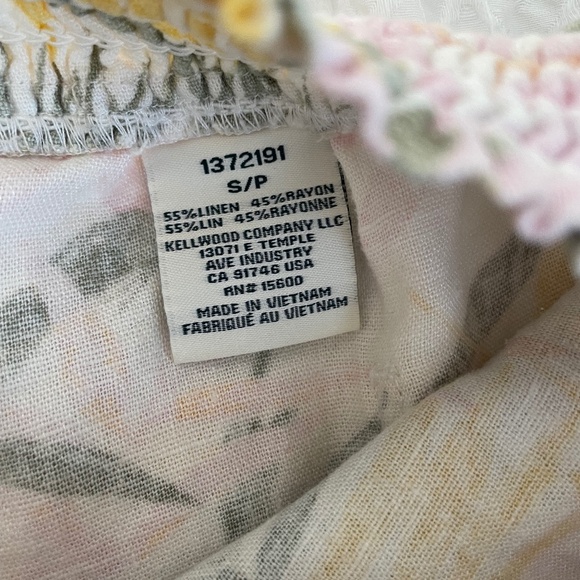 1372191
S/P
55%LINEN 45%RAYON
55%LIN 45%RAYONNE
KELLWOOD COMPANY LLC
13071 E TEMPLE
AVE INDUSTRY
CA 91746 USA
RN# 15600
MADE IN VIETNAM
FABRIQUÉ AU VIETNAM